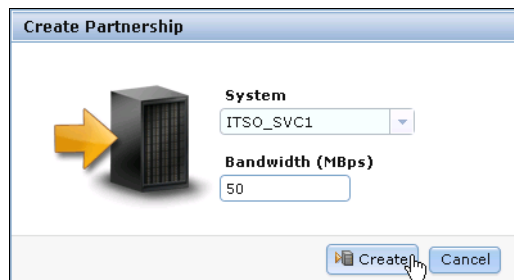 Create Partnership
System
ITSO_SVC1
Bandwidth (MBps)
50
Create Cancel